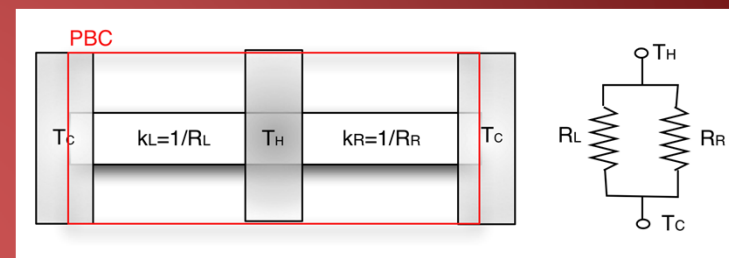 PBC
Tc
kL=1/RL
TH
kR=1/RR
Tc
TH
RL
RR
Tc